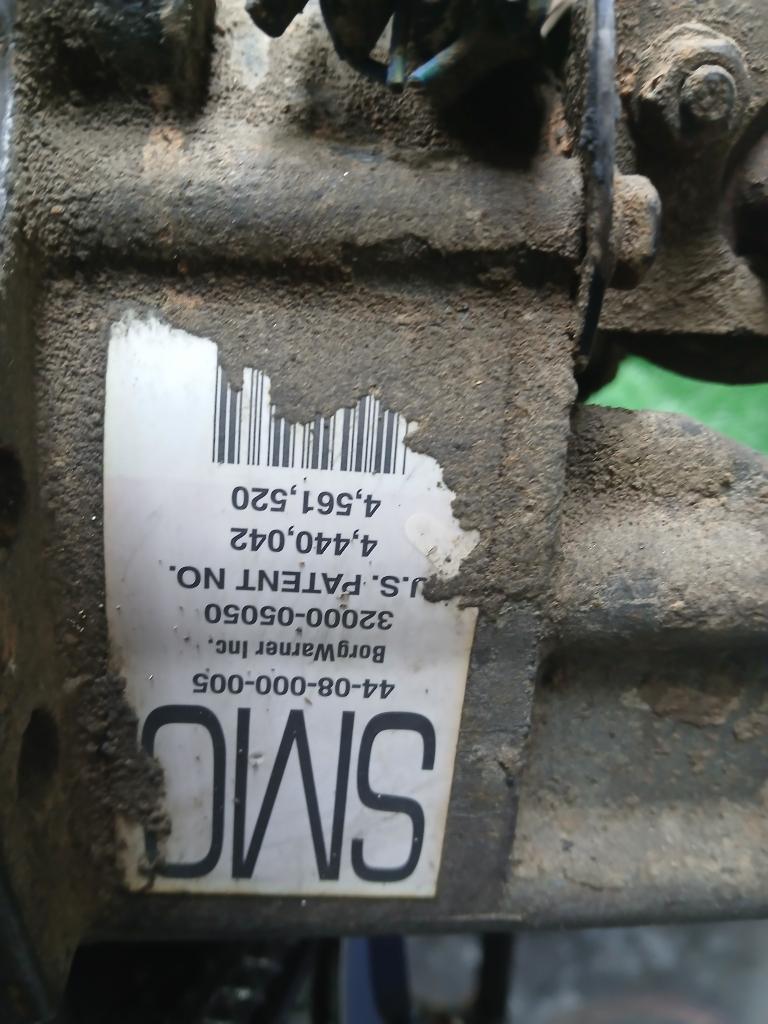 SMC
44-08-000-005
BorgWarner Inc.
32000-05050
U.S. PATENT NO.
4,440,042
4,561,520